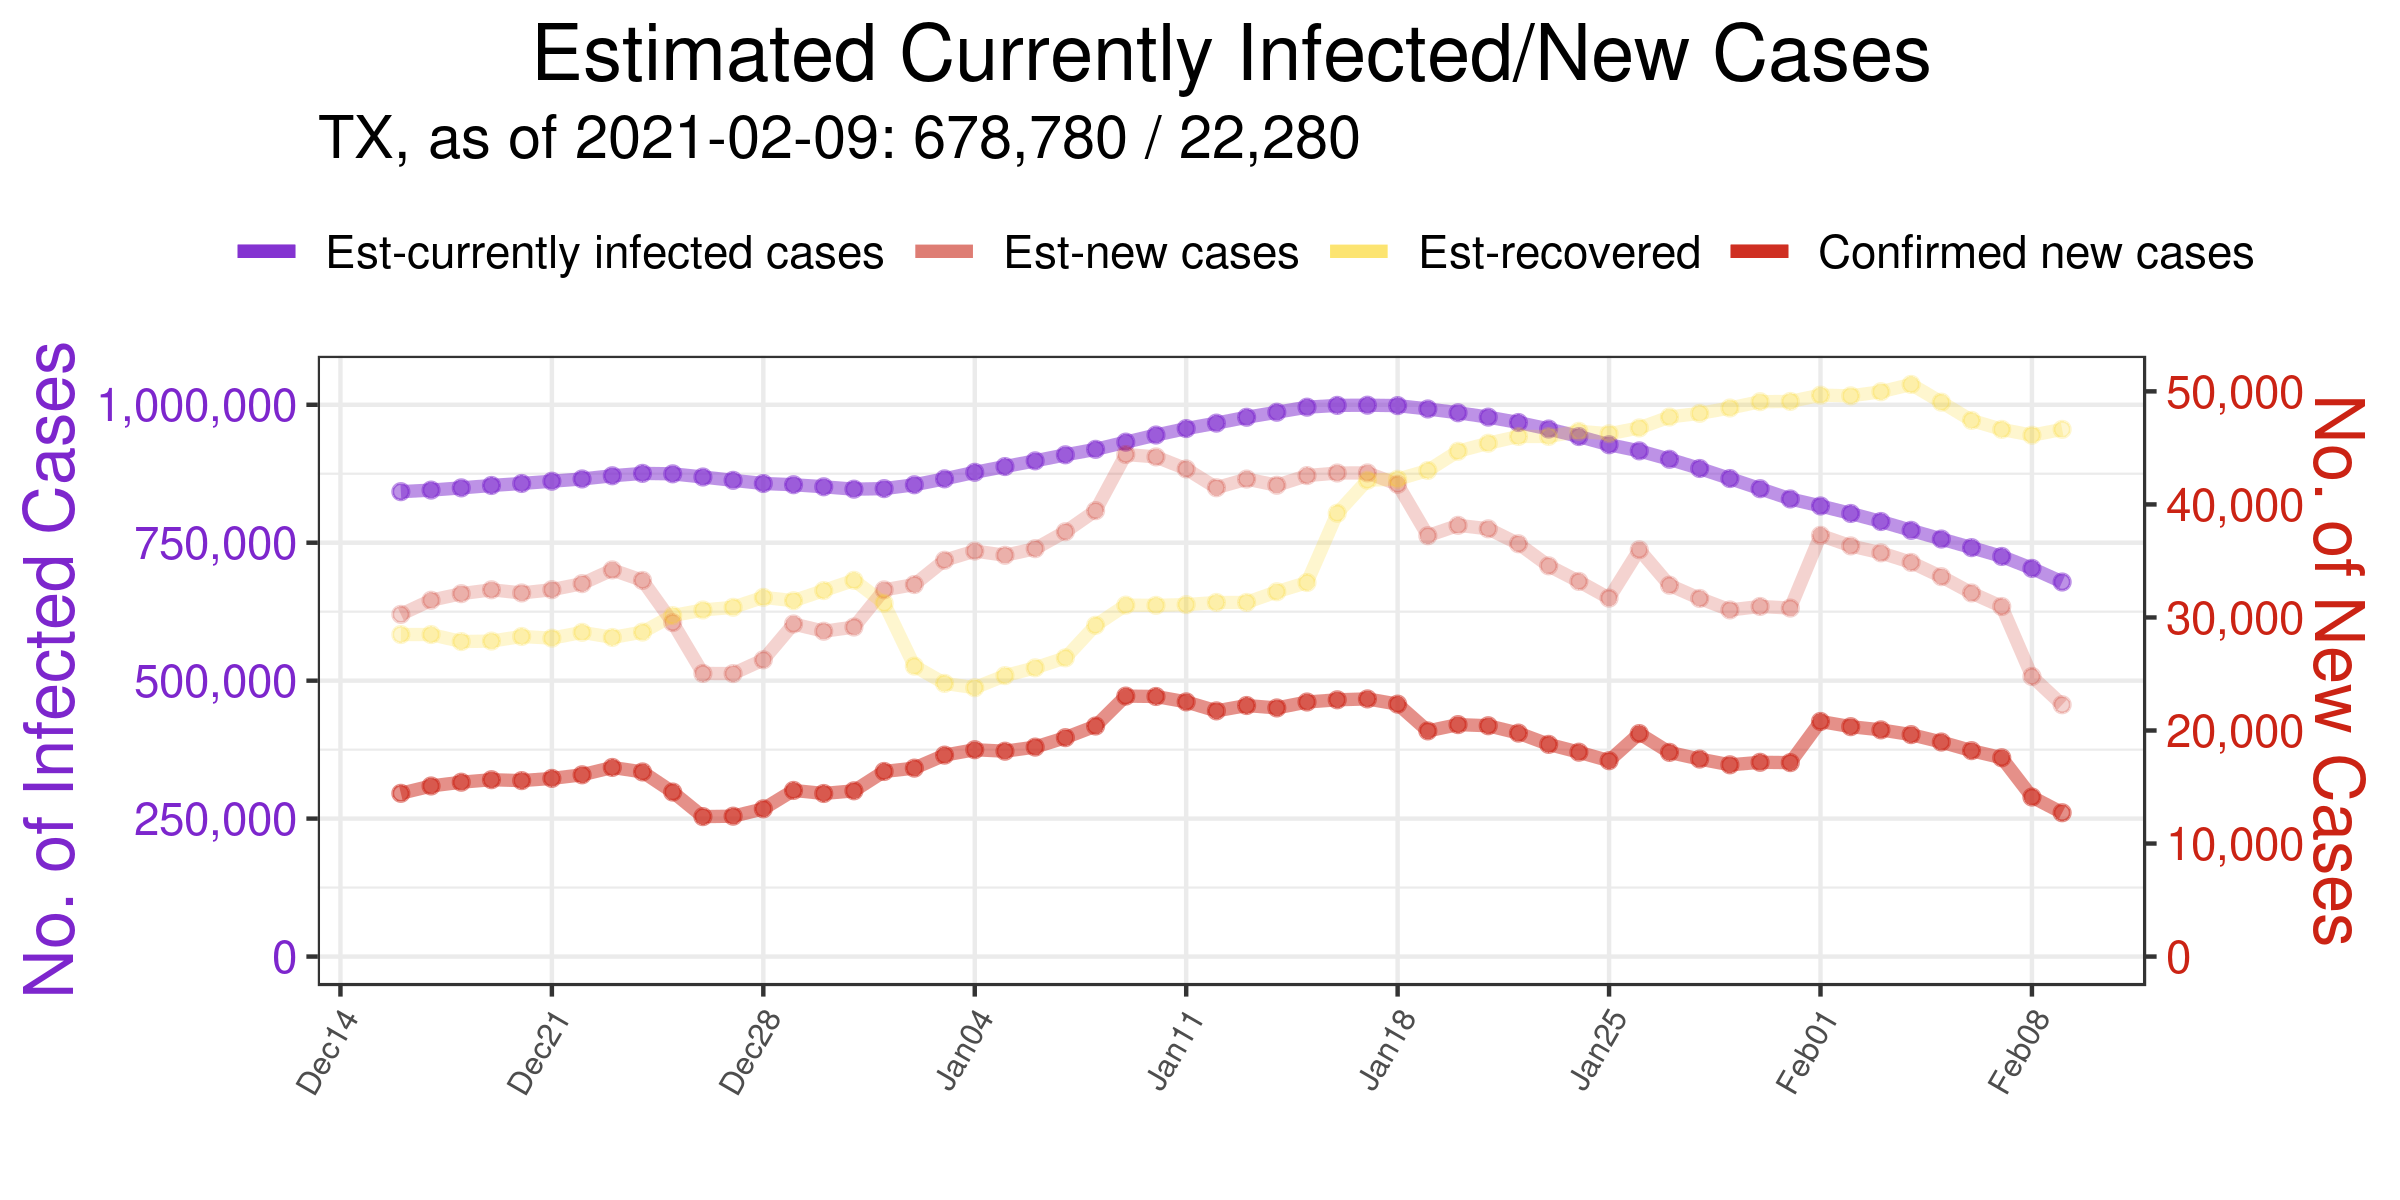 Estimated Currently Infected/New Cases
TX, as of 2021-02-09: 678,780 / 22,280
Est-currently infected cases Est-new cases Est-recovered Confirmed new cases
No. of Infected Cases
1,000,000
750,000
500,000
250,000
0
50,000
40,000
30,000
20,000
10,000
0
No. of New Cases
Dec14 Dec21 Dec28 Jan04 Jan11 Jan18 Jan25 Feb01 Feb08